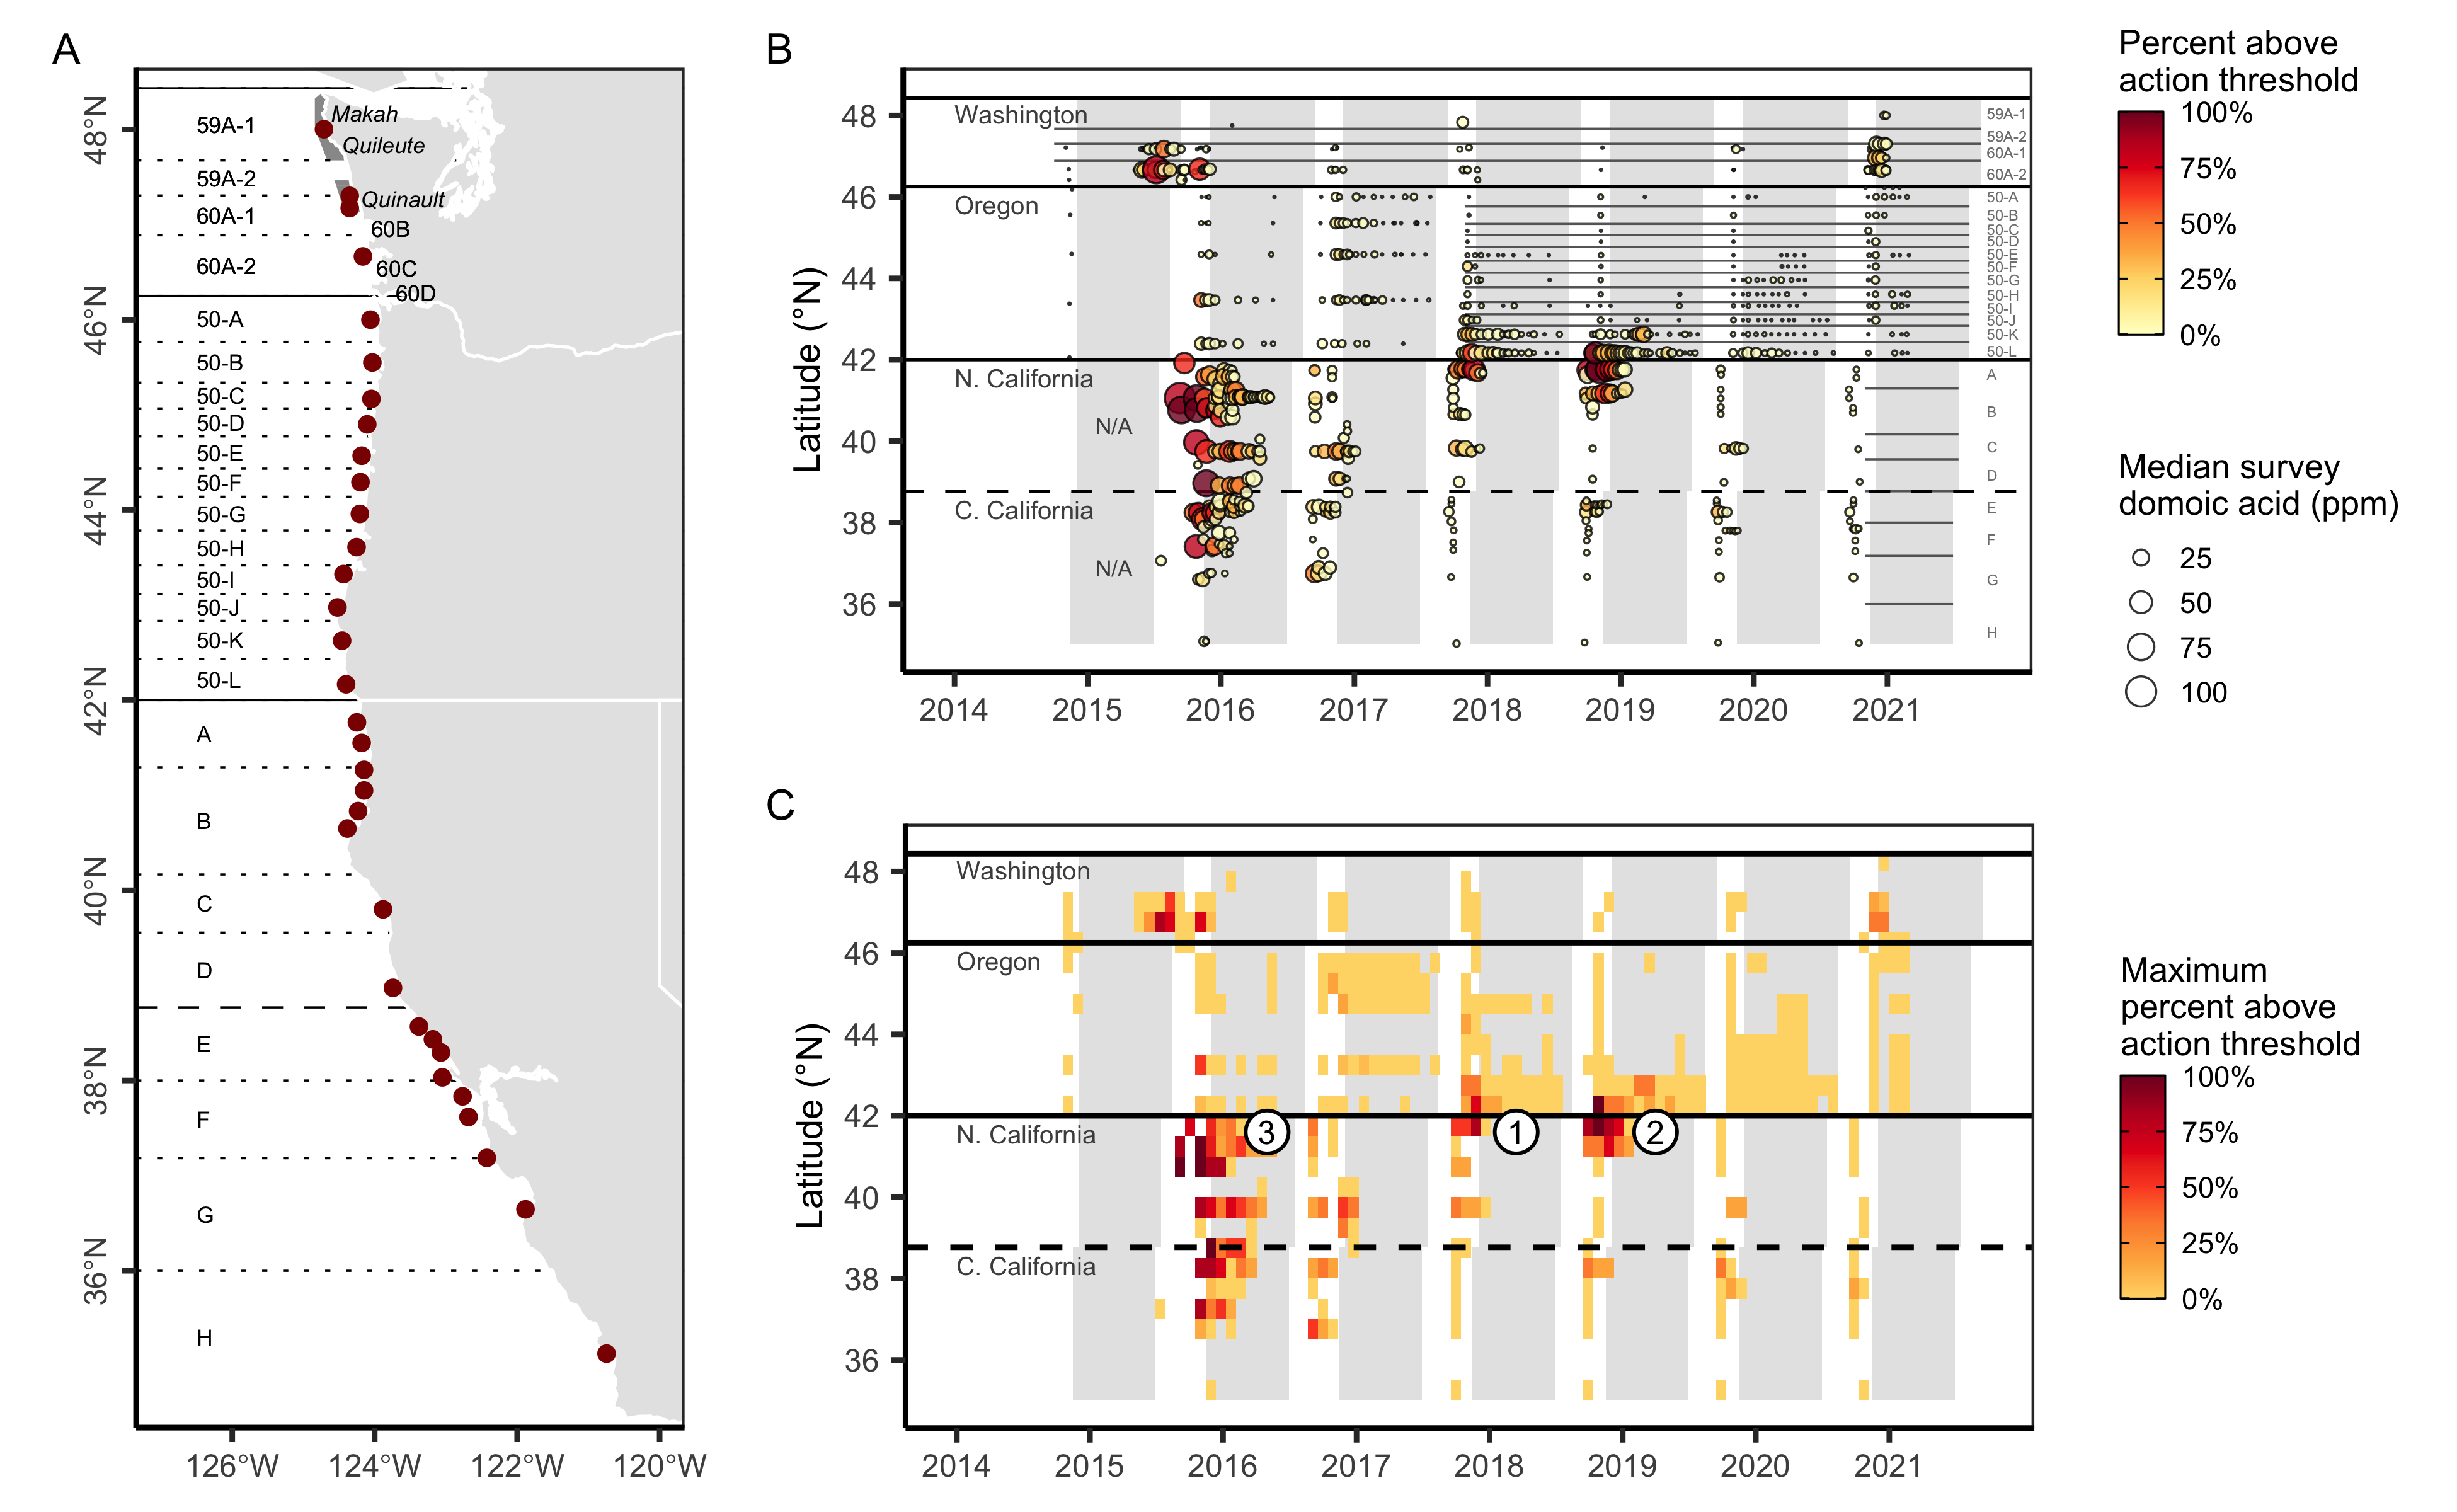 A
48°N
46°N
44°N
42°N
40°N
38°N
36°N
59A-1
Makah
Quileute
59A-2
Quinault
60A-1
60B
60A-2
60C
60D
50-A
50-B
50-C
50-D
50-E
50-F
50-G
50-H
50-I
50-J
50-K
50-L
A
B
C
D
E
F
G
H
126°W 124°W 122°W 120°W
B
Latitude (°N)
48
46
44
42
40
38
36
Washington
Oregon
N. California
N/A
C. California
N/A
59A-1
59A-2
60A-1
60A-2
50-A
50-B
50-C
50-D
50-E
50-F
50-G
50-H
50-I
50-J
50-K
50-L
A
B
C
D
E
F
G
H
2014 2015 2016 2017 2018 2019 2020 2021
Percent above
action threshold
100%
75%
50%
25%
0%
Median survey
domoic acid (ppm)
25
50
75
100
C
Latitude (°N)
48
46
44
42
40
38
36
Washington
Oregon
N. California
C. California
3 1 2
2014 2015 2016 2017 2018 2019 2020 2021
Maximum
percent above
action threshold
100%
75%
50%
25%
0%